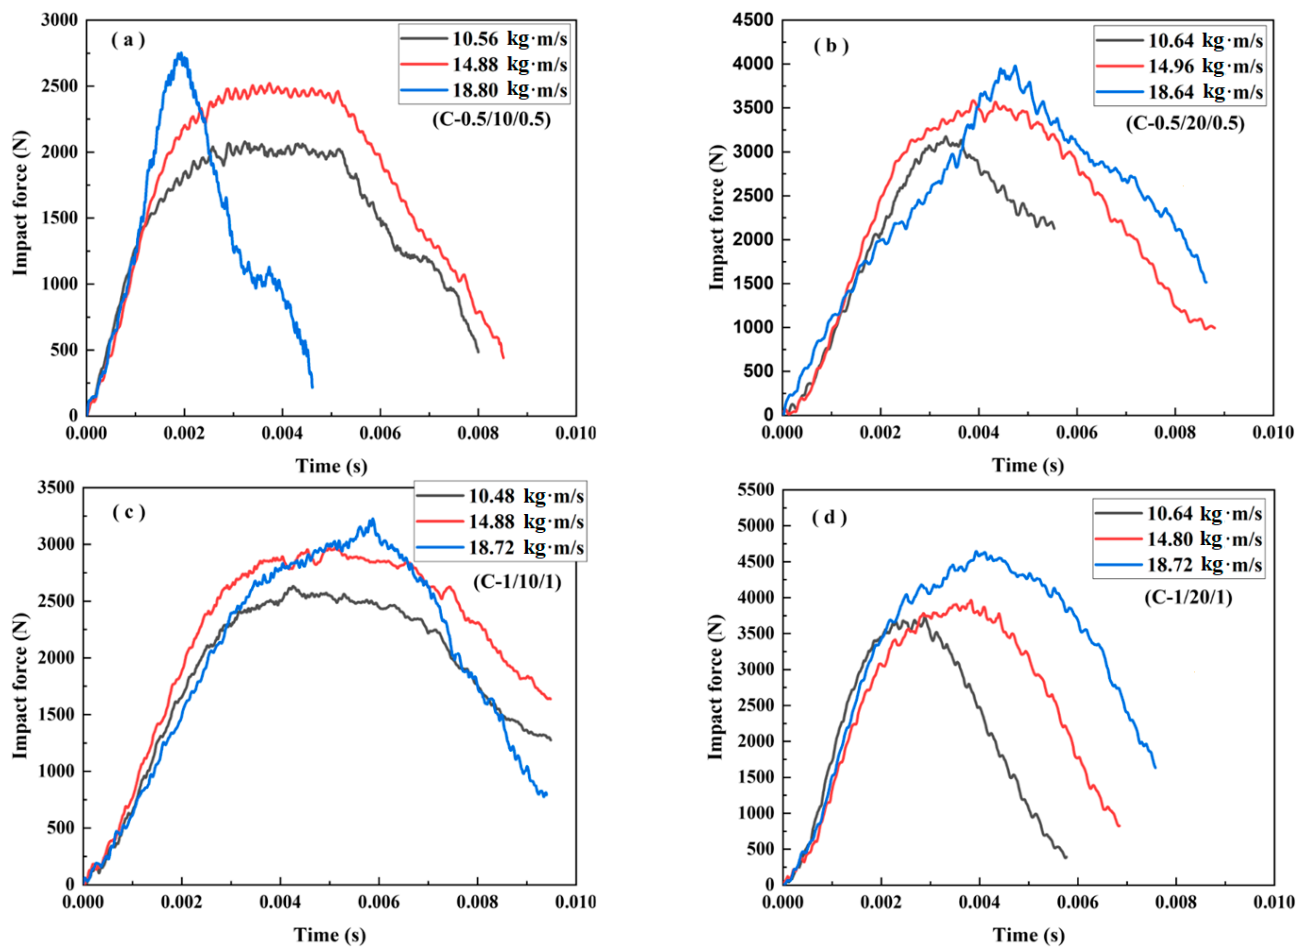 ( a )
10.56 kg·m/s
14.88 kg·m/s
18.80 kg·m/s
(C-0.5/10/0.5)
Impact force (N)
3000
2500
2000
1500
1000
500
0
0.000 0.002 0.004 0.006 0.008 0.010
Time (s)
( b )
10.64 kg·m/s
14.96 kg·m/s
18.64 kg·m/s
(C-0.5/20/0.5)
Impact force (N)
4500
4000
3500
3000
2500
2000
1500
1000
500
0
0.000 0.002 0.004 0.006 0.008 0.010
Time (s)
( c )
10.48 kg·m/s
14.88 kg·m/s
18.72 kg·m/s
(C-1/10/1)
Impact force (N)
3500
3000
2500
2000
1500
1000
500
0
0.000 0.002 0.004 0.006 0.008 0.010
Time (s)
( d )
10.64 kg·m/s
14.80 kg·m/s
18.72 kg·m/s
(C-1/20/1)
Impact force (N)
5500
5000
4500
4000
3500
3000
2500
2000
1500
1000
500
0
0.000 0.002 0.004 0.006 0.008 0.010
Time (s)